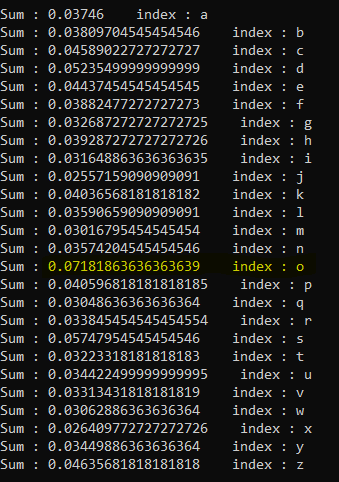 Sum : 0.03746    index : a
Sum : 0.03809704545454546    index : b
Sum : 0.04589022727272727    index : c
Sum : 0.05235499999999999    index : d
Sum : 0.04437454545454545    index : e
Sum : 0.03882477272727273    index : f
Sum : 0.032687272727272725    index : g
Sum : 0.039287272727272726    index : h
Sum : 0.031648863636363635    index : i
Sum : 0.02557159090909091    index : j
Sum : 0.04036568181818182    index : k
Sum : 0.03590659090909091    index : l
Sum : 0.03016795454545454    index : m
Sum : 0.03574204545454546    index : n
Sum : 0.07181863636363639    index : o
Sum : 0.040596818181818185    index : p
Sum : 0.03048636363636364    index : q
Sum : 0.033845454545454554    index : r
Sum : 0.05747954545454546    index : s
Sum : 0.03223318181818183    index : t
Sum : 0.034422499999999995    index : u
Sum : 0.03313431818181819    index : v
Sum : 0.03062886363636364    index : w
Sum : 0.026409772727272726    index : x
Sum : 0.03449886363636364    index : y
Sum : 0.04635681818181818    index : z